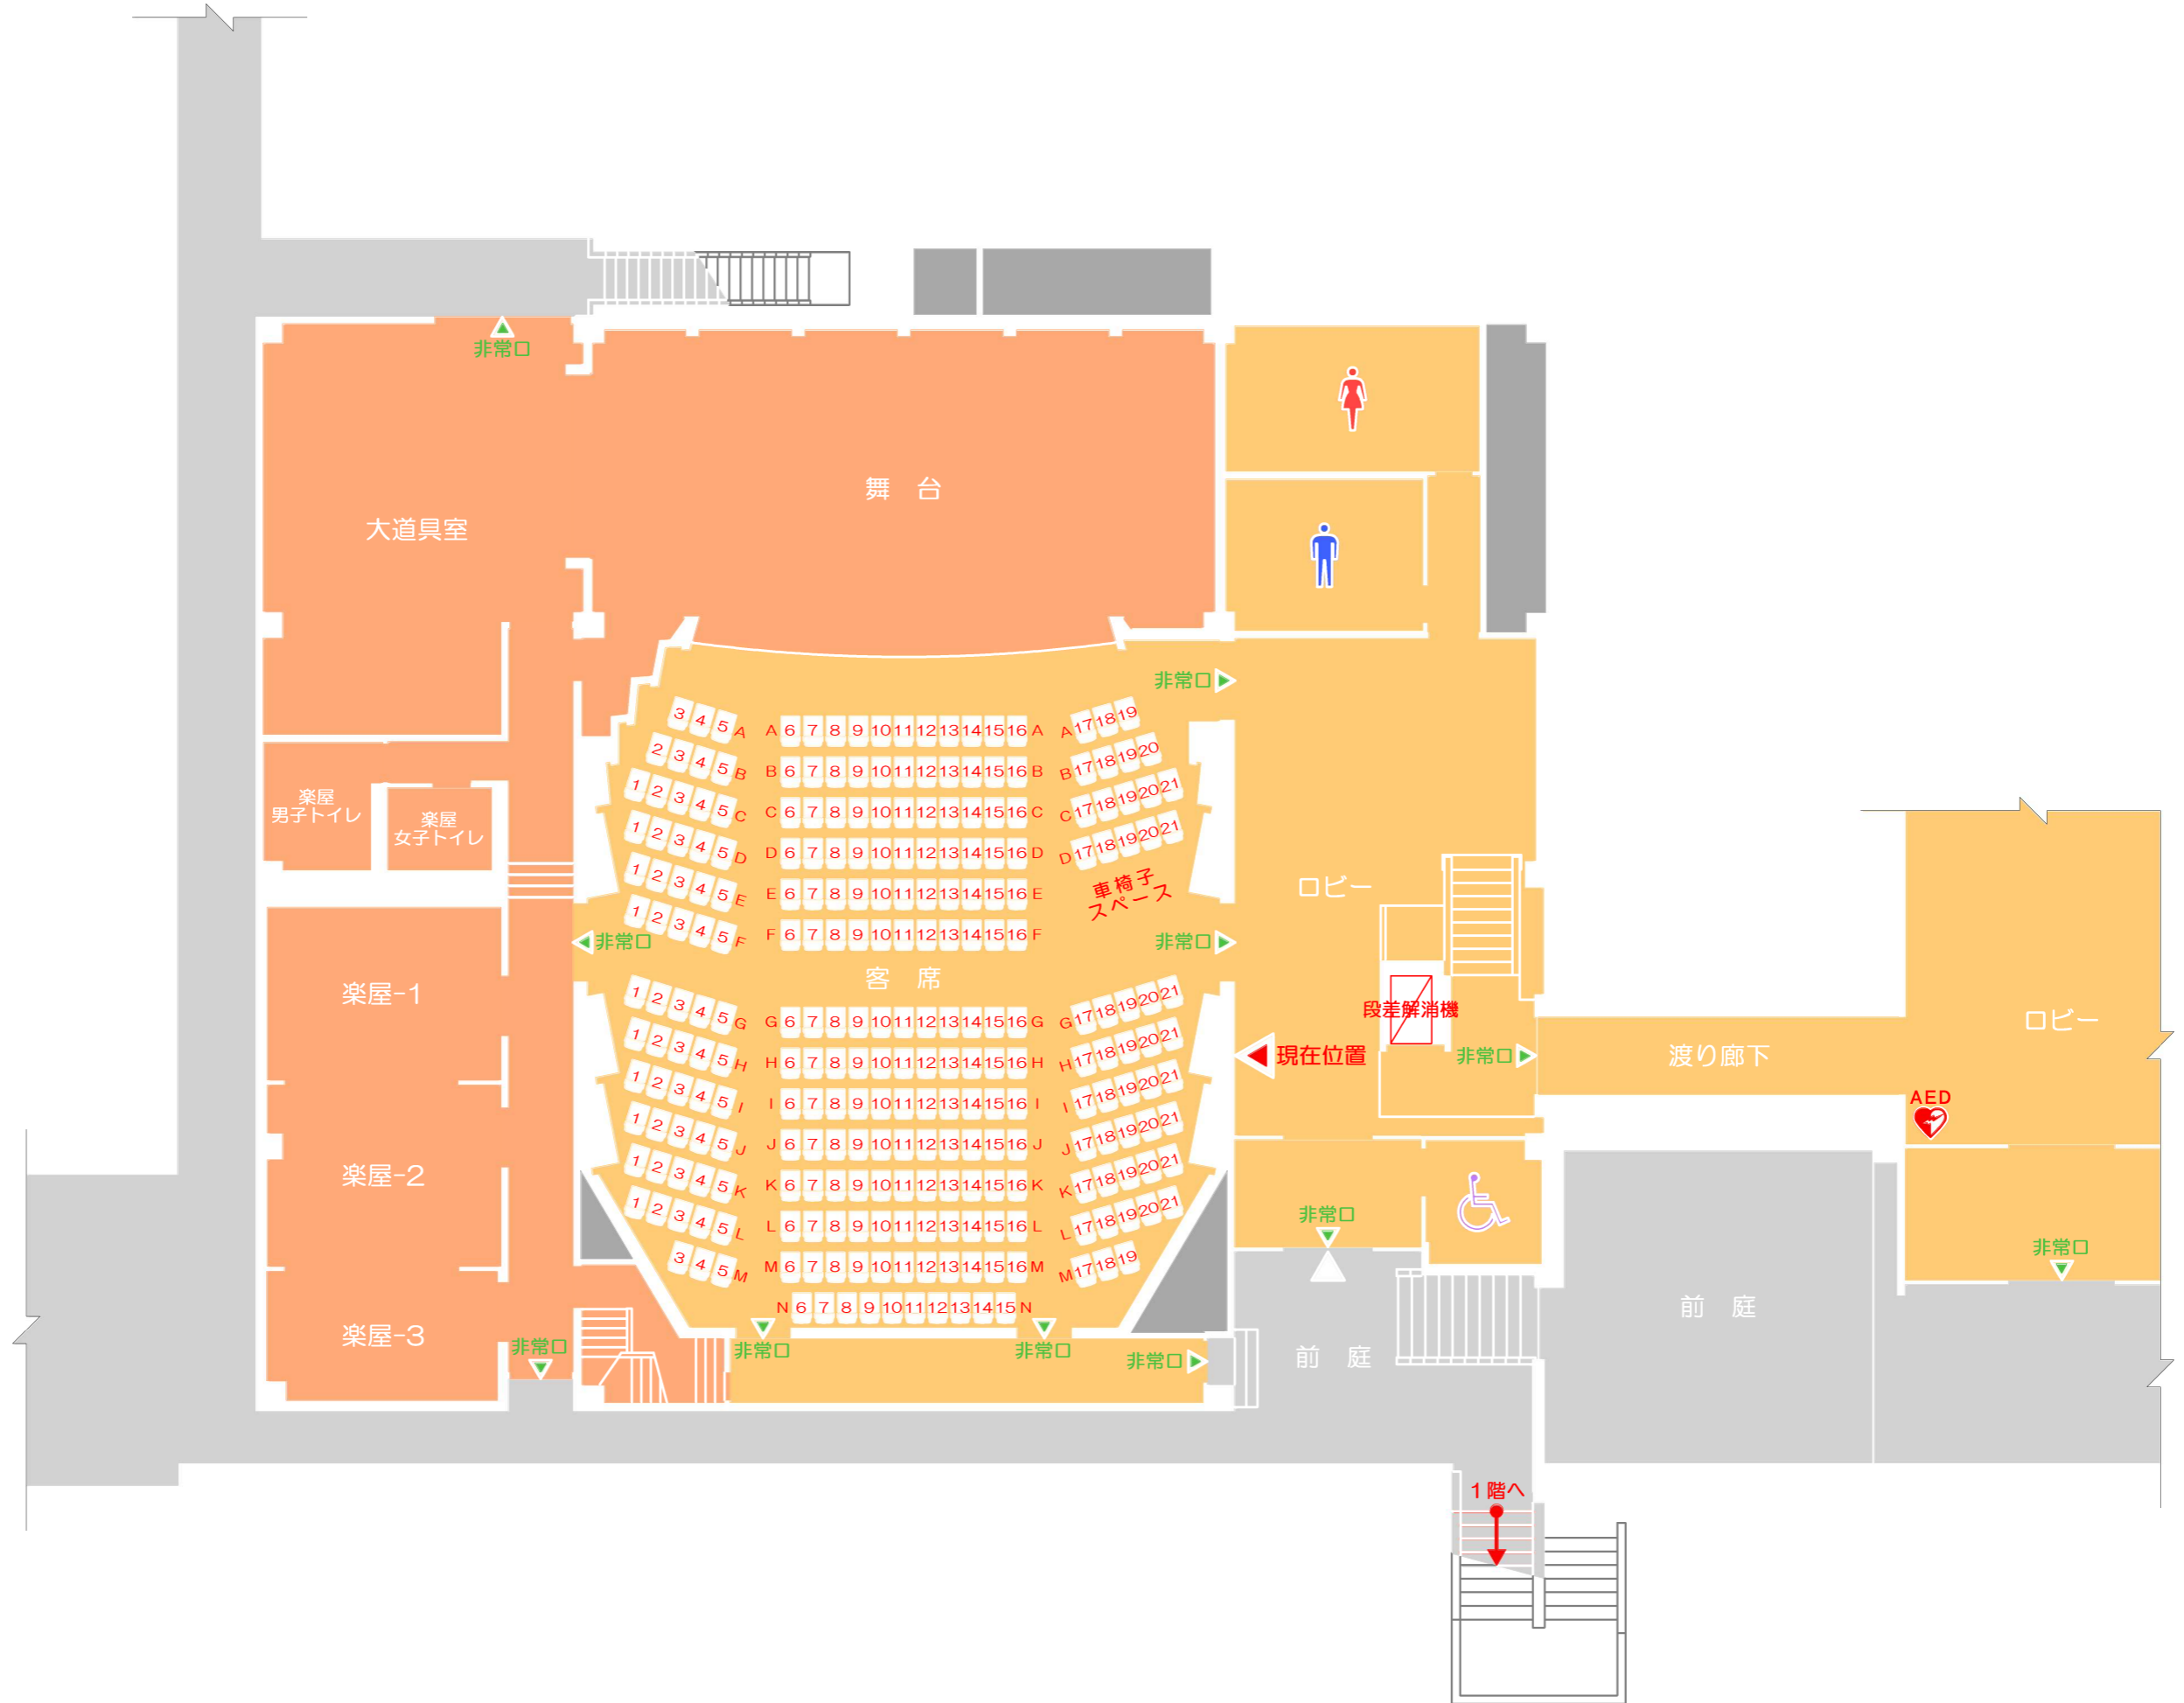 非常口
舞 台
大道具室
非常口
3 4 5 A A 6 7 8 9 10 11 12 13 14 15 16 A A 17 18 19
2 3 4 5 B B 6 7 8 9 10 11 12 13 14 15 16 B B 17 18 19 20
1 2 3 4 5 C C 6 7 8 9 10 11 12 13 14 15 16 C C 17 18 19 20 21
1 2 3 4 5 D D 6 7 8 9 10 11 12 13 14 15 16 D D 17 18 19 20 21
1 2 3 4 5 E E 6 7 8 9 10 11 12 13 14 15 16 E
1 2 3 4 5 F F 6 7 8 9 10 11 12 13 14 15 16 F
車椅子
スペース
楽屋
男子トイレ
楽屋
女子トイレ
ロビー
非常口
非常口
客 席
楽屋-1
段差解消機
ロビー
1 2 3 4 5 G G 6 7 8 9 10 11 12 13 14 15 16 G G 17 18 19 20 21
1 2 3 4 5 H H 6 7 8 9 10 11 12 13 14 15 16 H H 17 18 19 20 21
1 2 3 4 5 I I 6 7 8 9 10 11 12 13 14 15 16 I I 17 18 19 20 21
1 2 3 4 5 J J 6 7 8 9 10 11 12 13 14 15 16 J J 17 18 19 20 21
1 2 3 4 5 K K 6 7 8 9 10 11 12 13 14 15 16 K K 17 18 19 20 21
1 2 3 4 5 L L 6 7 8 9 10 11 12 13 14 15 16 L L 17 18 19 20 21
3 4 5 M M 6 7 8 9 10 11 12 13 14 15 16 M M 17 18 19
N 6 7 8 9 10 11 12 13 14 15 N
現在位置
非常口
渡り廊下
AED
楽屋-2
非常口
非常口
楽屋-3
非常口
非常口
非常口
非常口
前 庭
前 庭
1階へ